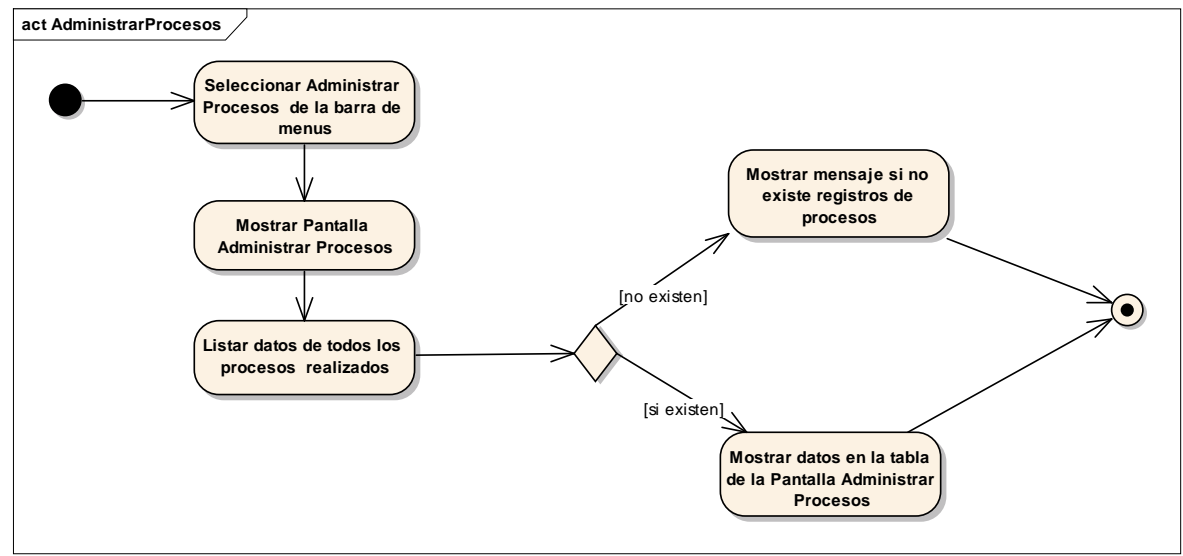 act AdministrarProcesos
Seleccionar Administrar
Procesos de la barra de
menus
Mostrar Pantalla
Administrar Procesos
Listar datos de todos los
procesos realizados
[no existen]
Mostrar mensaje si no
existe registros de
procesos
[si existen]
Mostrar datos en la tabla
de la Pantalla Administrar
Procesos